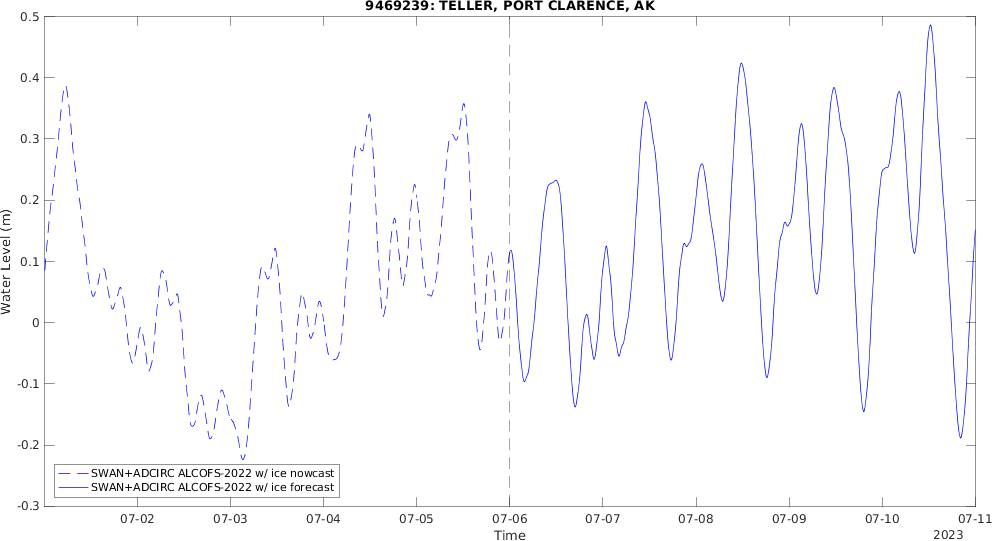 9469239: TELLER, PORT CLARENCE, AK
Water Level (m)
0.5
0.4
0.3
0.2
0.1
0
-0.1
-0.2
-0.3
SWAN+ADCIRC ALCOFS-2022 w/ ice nowcast
SWAN+ADCIRC ALCOFS-2022 w/ ice forecast
07-02 07-03 07-04 07-05 07-06 07-07 07-08 07-09 07-10 07-11
Time
2023